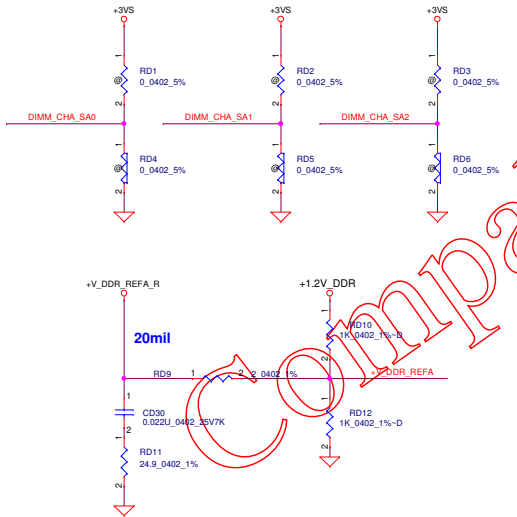 +3VS
+3VS
+3VS
1
1
1
@
RD1
0_0402_5%
@
RD2
0_0402_5%
@
RD3
0_0402_5%
2
2
2
DIMM_CHA_SA0
DIMM_CHA_SA1
DIMM_CHA_SA2
1
1
1
@
RD4
0_0402_5%
@
RD5
0_0402_5%
@
RD6
0_0402_5%
2
2
2
+V_DDR_REFA_R
+1.2V_DDR
20mil
1
RD10
1K_0402_1%~D
2
RD9
1
2
2_0402_1%
+V_DDR_REFA
1
CD30
0.022U_0402_25V7K
2
1
RD12
1K_0402_1%~D
2
1
RD11
24.9_0402_1%
2
Compa